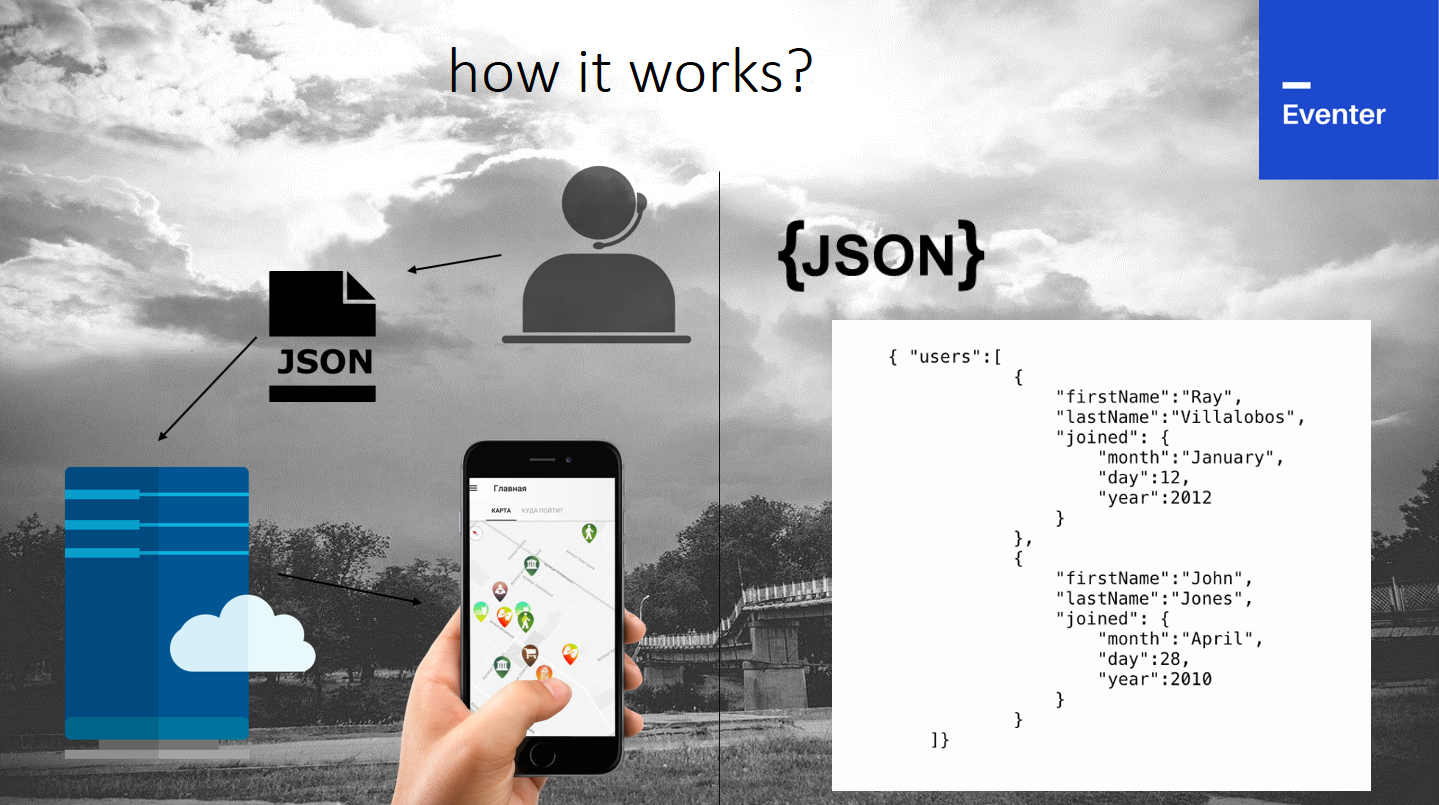 how it works?
Eventer
JSON
Главная
КАРТА КУДА ПОЙТИ?
{JSON}
{ "users":[
{
"firstName":"Ray",
"lastName":"Villalobos",
"joined": {
"month":"January",
"day":12,
"year":2012
}
},
{
"firstName":"John",
"lastName":"Jones",
"joined": {
"month":"April",
"day":28,
"year":2010
}
}
]}